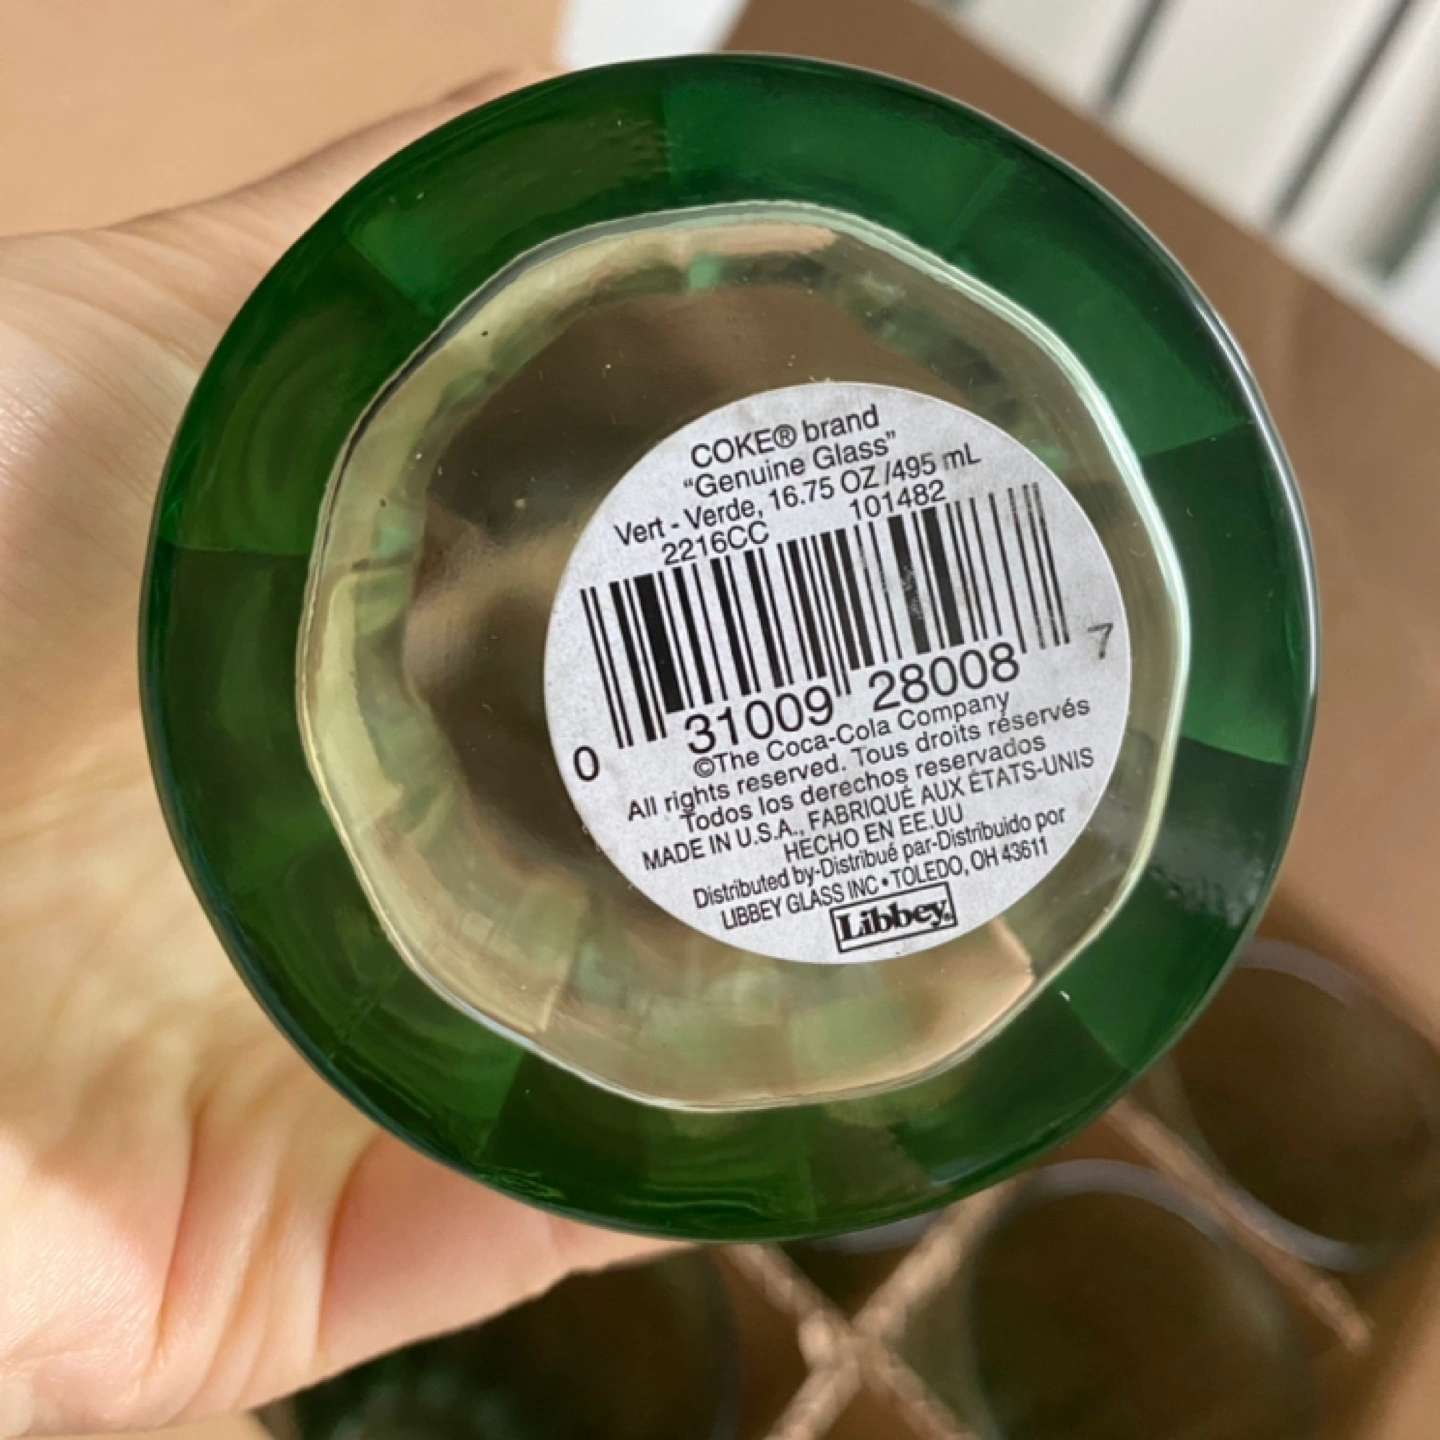 COKE® brand
“Genuine Glass”
Vert - Verde, 16.75 OZ /495 mL
2216CC 101482
0 31009 28008 7
©The Coca-Cola Company
All rights reserved. Tous droits réservés
Todos los derechos reservados
MADE IN U.S.A., FABRIQUÉ AUX ÉTATS-UNIS
HECHO EN EE.UU
Distributed by-Distribué par-Distribuido por
LIBBEY GLASS INC • TOLEDO, OH 43611
Libbey®